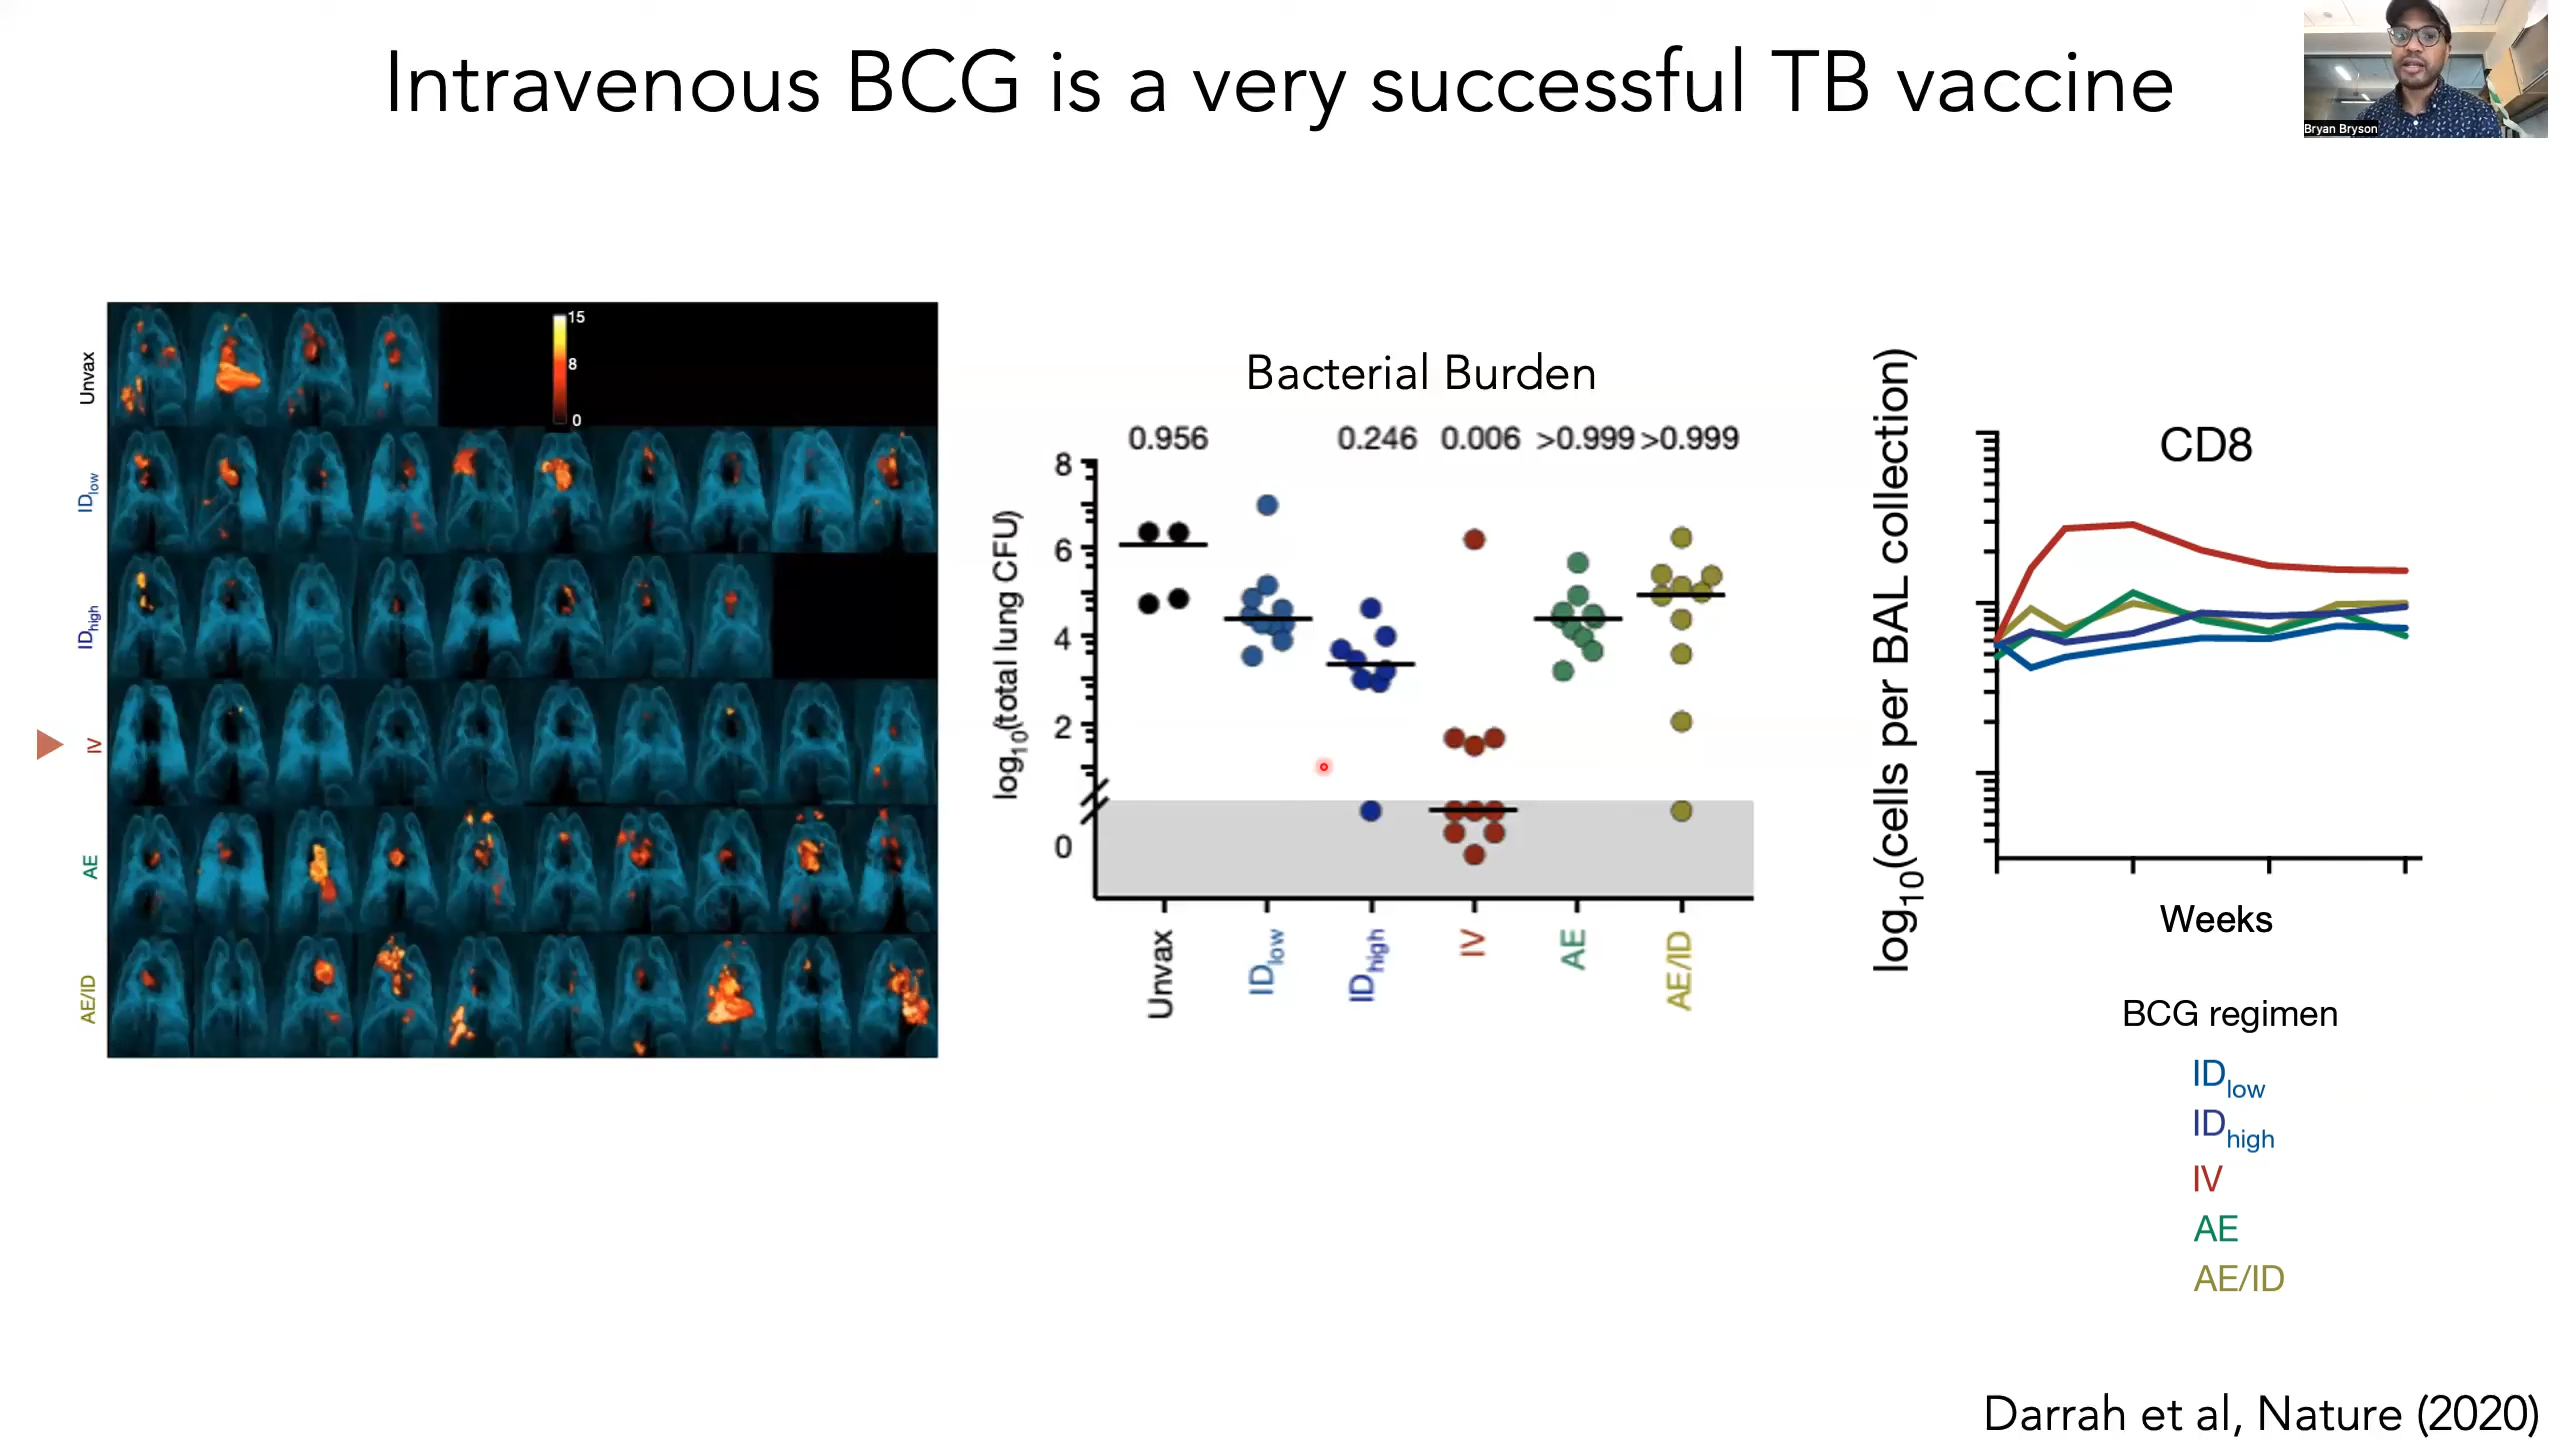 Intravenous BCG is a very successful TB vaccine
Bryan Bryson
Unvax
IDlow
IDhigh
IV
AE
AE/ID
15
8
0
Bacterial Burden
0.956 0.246 0.006 >0.999 >0.999
log10(total lung CFU)
8
6
4
2
0
Unvax
IDlow
IDhigh
IV
AE
AE/ID
log10(cells per BAL collection)
CD8
Weeks
BCG regimen
IDlow
IDhigh
IV
AE
AE/ID
Darrah et al, Nature (2020)